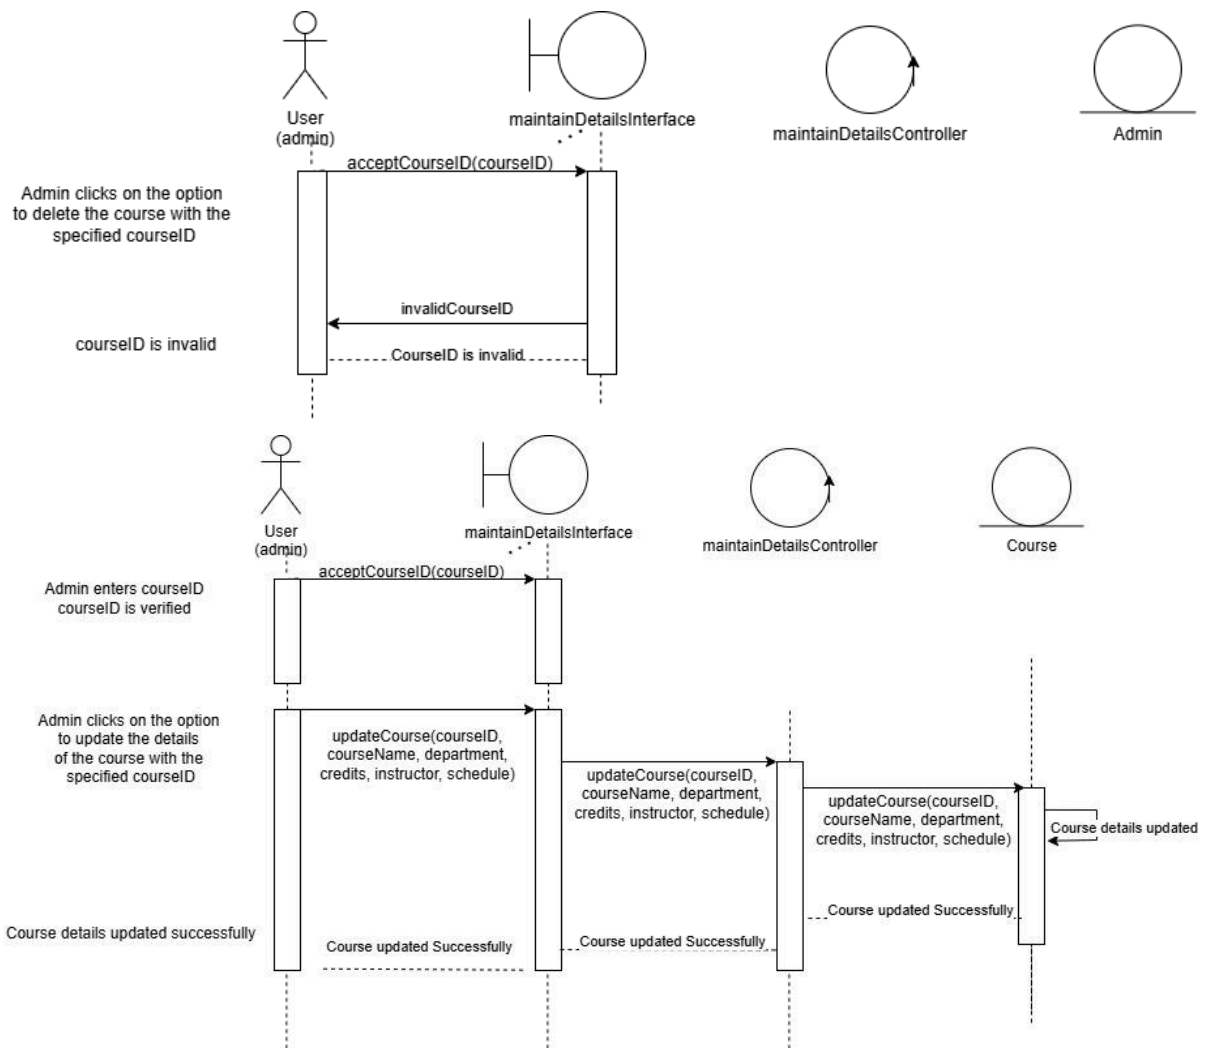 User
(admin)
maintainDetailsInterface
maintainDetailsController
Admin
acceptCourseID(courseID)
Admin clicks on the option
to delete the course with the
specified courseID
invalidCourseID
courseID is invalid
CourseID is invalid
User
(admin)
maintainDetailsInterface
maintainDetailsController
Course
acceptCourseID(courseID)
Admin enters courseID
courseID is verified
Admin clicks on the option
to update the details
of the course with the
specified courseID
updateCourse(courseID,
courseName, department,
credits, instructor, schedule)
updateCourse(courseID,
courseName, department,
credits, instructor, schedule)
updateCourse(courseID,
courseName, department,
credits, instructor, schedule)
Course details updated
Course updated Successfully
Course updated Successfully
Course updated Successfully
Course details updated successfully